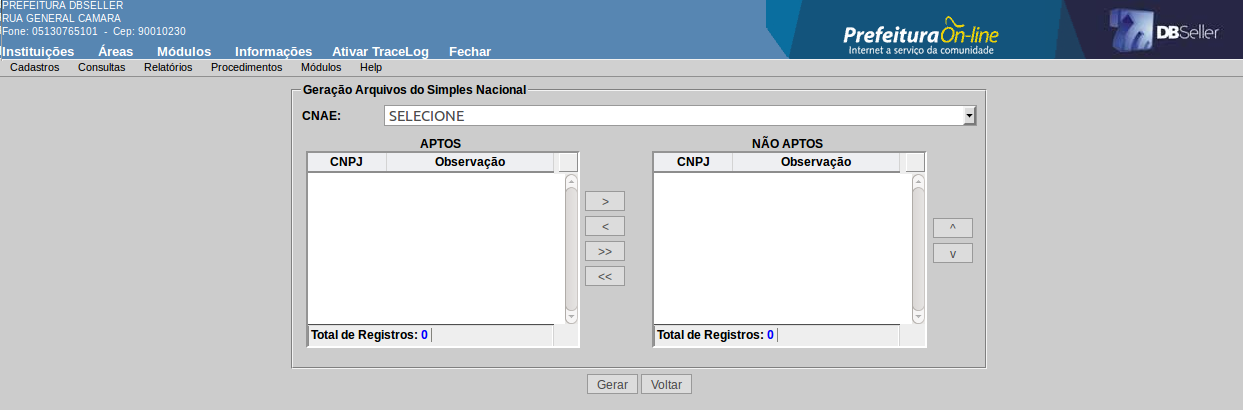 PREFEITURA DBSELLER
RUA GENERAL CAMARA
Fone: 05130765101 - Cep: 90010230
Instituições Áreas Módulos Informações Ativar TraceLog Fechar
Prefeitura On-line
Internet a serviço da comunidade
DBSeller
Cadastros Consultas Relatórios Procedimentos Módulos Help
Geração Arquivos do Simples Nacional
CNAE: SELECIONE
APTOS NÃO APTOS
CNPJ Observação CNPJ Observação
>
<
>>
<<
^
v
Total de Registros: 0 Total de Registros: 0
Gerar Voltar